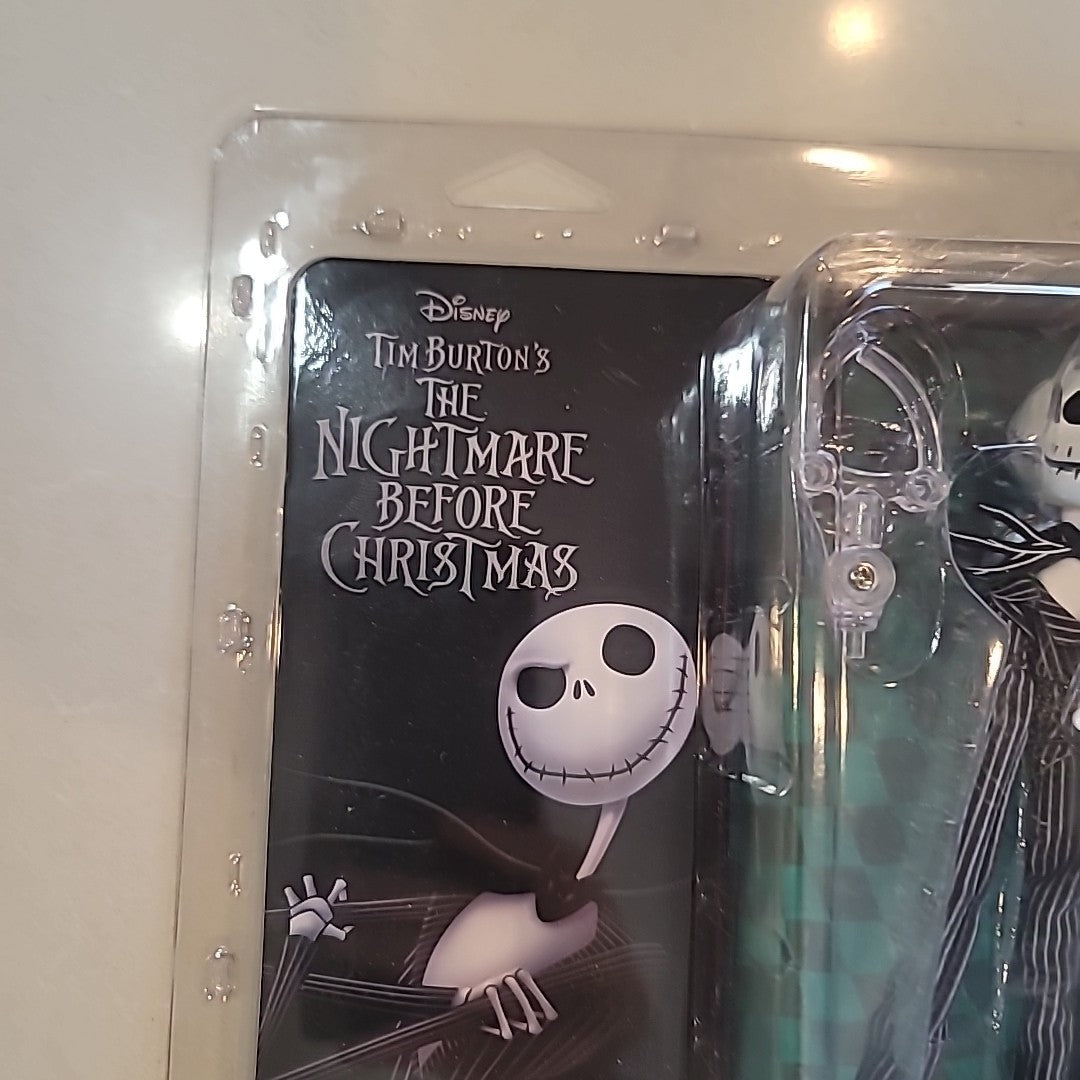 Disney
TIM BURTON'S
THE
NIGHTMARE
BEFORE
CHRISTMAS